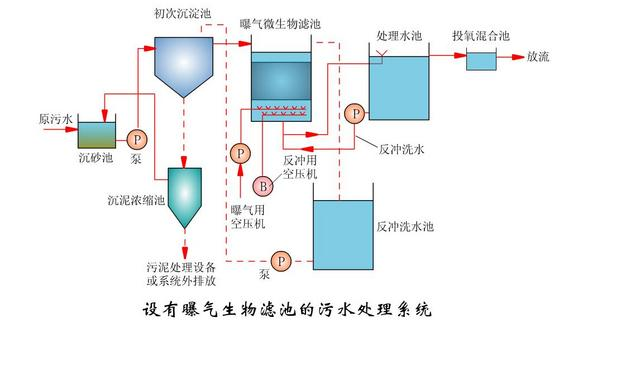 初次沉淀池
曝气微生物滤池
处理水池
投氧混合池
放流
原污水
沉砂池
P
泵
P
B
P
反冲洗水
反冲用
空压机
曝气用
空压机
沉泥浓缩池
反冲洗水池
污泥处理设备
或系统外排放
泵
P
设有曝气生物滤池的污水处理系统